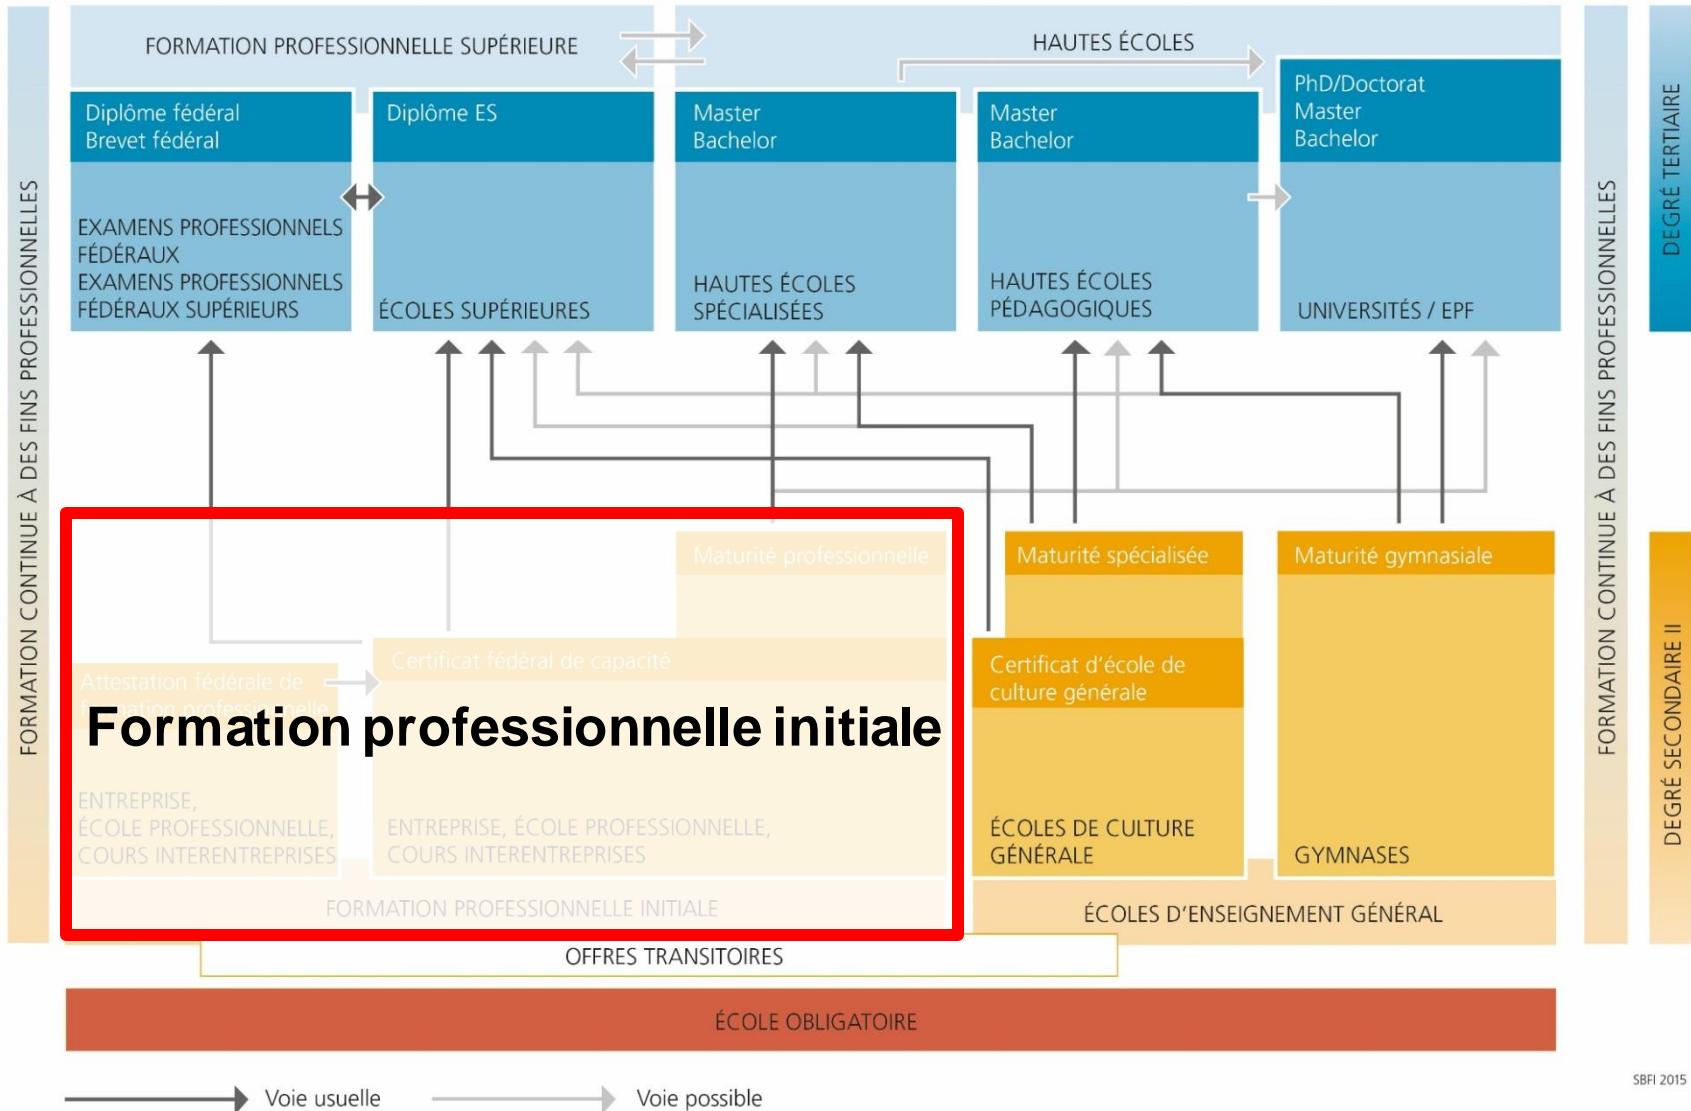 FORMATION CONTINUE À DES FINS PROFESSIONNELLES
FORMATION PROFESSIONNELLE SUPÉRIEURE
HAUTES ÉCOLES
Diplôme fédéral
Brevet fédéral
EXAMENS PROFESSIONNELS
FÉDÉRAUX
EXAMENS PROFESSIONNELS
FÉDÉRAUX SUPÉRIEURS
Diplôme ES
ÉCOLES SUPÉRIEURES
Master
Bachelor
HAUTES ÉCOLES
SPÉCIALISÉES
Master
Bachelor
HAUTES ÉCOLES
PÉDAGOGIQUES
PhD/Doctorat
Master
Bachelor
UNIVERSITÉS / EPF
FORMATION CONTINUE À DES FINS PROFESSIONNELLES
DEGRÉ TERTIAIRE
Maturité professionnelle
Maturité spécialisée
Maturité gymnasiale
Attestation fédérale de
formation professionnelle
Certificat fédéral de capacité
Certificat d'école de
culture générale
Formation professionnelle initiale
ENTREPRISE,
ÉCOLE PROFESSIONNELLE,
COURS INTERENTREPRISES
ENTREPRISE, ÉCOLE PROFESSIONNELLE,
COURS INTERENTREPRISES
ÉCOLES DE CULTURE
GÉNÉRALE
GYMNASES
DEGRÉ SECONDAIRE II
FORMATION PROFESSIONNELLE INITIALE
ÉCOLES D'ENSEIGNEMENT GÉNÉRAL
OFFRES TRANSITOIRES
ÉCOLE OBLIGATOIRE
Voie usuelle
Voie possible
SBFI 2015